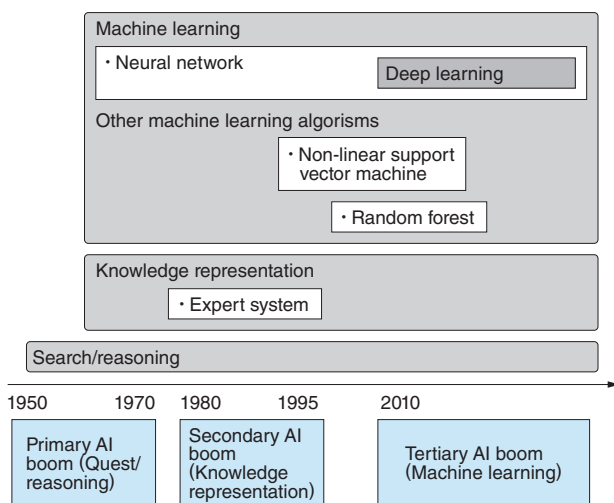 Machine learning
・Neural network
Deep learning
Other machine learning algorisms
・Non-linear support
vector machine
・Random forest
Knowledge representation
・Expert system
Search/reasoning
1950 1970 1980 1995 2010
Primary AI
boom (Quest/
reasoning)
Secondary AI
boom
(Knowledge
representation)
Tertiary AI boom
(Machine learning)